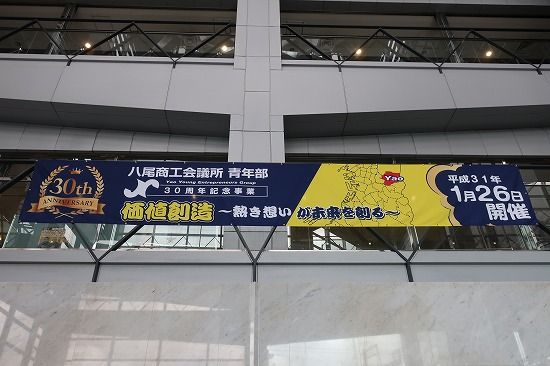 30th
ANNIVERSARY
八尾商工会議所 青年部
Yao Young Entrepreneurs Group
30周年記念事業
価値創造 ~熱き想いが未来を創る~
Yao
平成31年
1月26日
開催